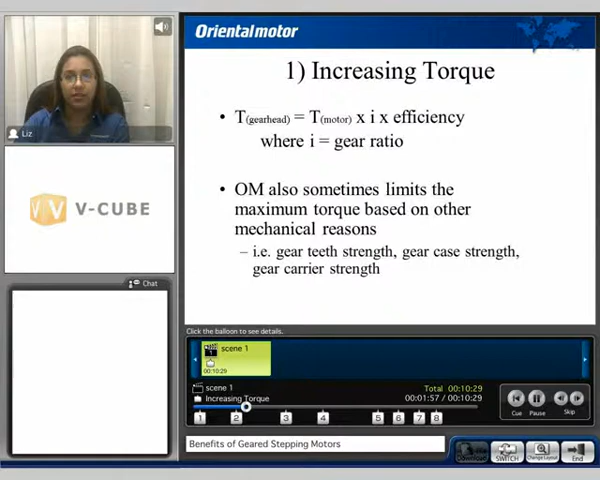 Liz
V-CUBE
Chat
Orientalmotor
1) Increasing Torque
• T(gearhead) = T(motor) x i x efficiency
where i = gear ratio
• OM also sometimes limits the
maximum torque based on other
mechanical reasons
– i.e. gear teeth strength, gear case strength,
gear carrier strength
Click the balloon to see details.
scene 1
1
00:10:29
scene 1
Total 00:10:29
Increasing Torque
00:01:57 / 00:10:29
1 2 3 4 5 6 7 8
Cue Pause Skip
Benefits of Geared Stepping Motors
Download
SWITCH
Change Layout
End